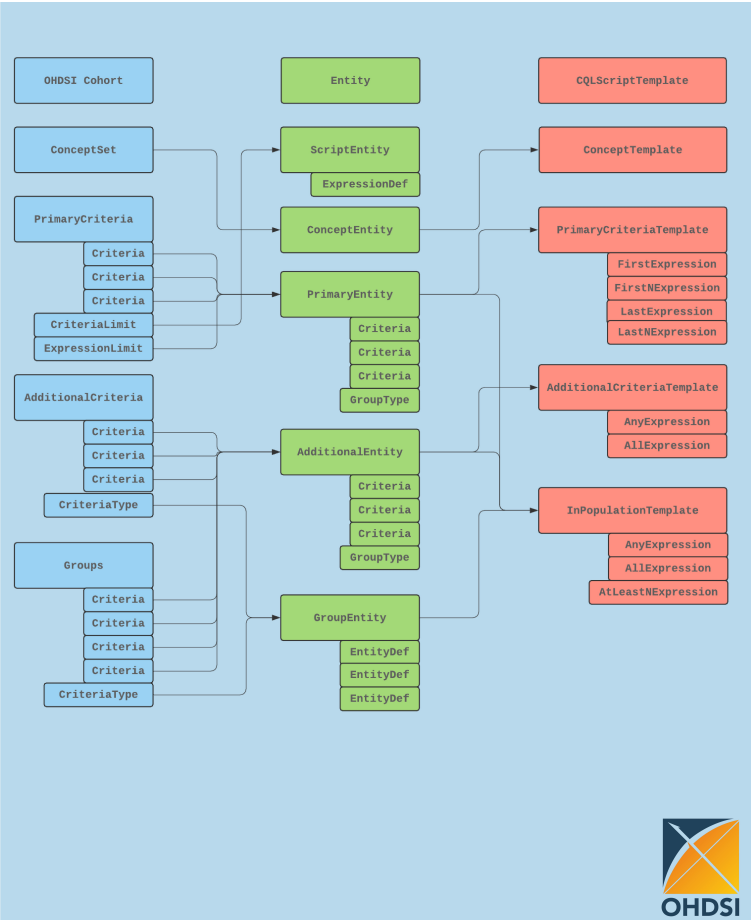 OHDSI Cohort
ConceptSet
PrimaryCriteria
Criteria
Criteria
Criteria
CriteriaLimit
ExpressionLimit
AdditionalCriteria
Criteria
Criteria
Criteria
CriteriaType
Groups
Criteria
Criteria
Criteria
Criteria
CriteriaType
Entity
ScriptEntity
ExpressionDef
ConceptEntity
PrimaryEntity
Criteria
Criteria
Criteria
GroupType
AdditionalEntity
Criteria
Criteria
Criteria
GroupType
GroupEntity
EntityDef
EntityDef
EntityDef
CQLScriptTemplate
ConceptTemplate
PrimaryCriteriaTemplate
FirstExpression
FirstNExpression
LastExpression
LastNExpression
AdditionalCriteriaTemplate
AnyExpression
AllExpression
InPopulationTemplate
AnyExpression
AllExpression
AtLeastNExpression
OHDSI